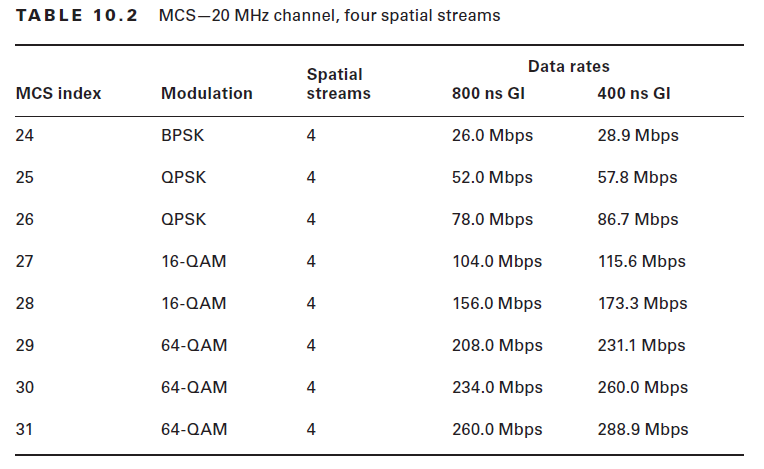 TABLE 10.2 MCS—20 MHz channel, four spatial streams
Data rates
Spatial
MCS index Modulation streams 800 ns GI 400 ns GI
24 BPSK 4 26.0 Mbps 28.9 Mbps
25 QPSK 4 52.0 Mbps 57.8 Mbps
26 QPSK 4 78.0 Mbps 86.7 Mbps
27 16-QAM 4 104.0 Mbps 115.6 Mbps
28 16-QAM 4 156.0 Mbps 173.3 Mbps
29 64-QAM 4 208.0 Mbps 231.1 Mbps
30 64-QAM 4 234.0 Mbps 260.0 Mbps
31 64-QAM 4 260.0 Mbps 288.9 Mbps